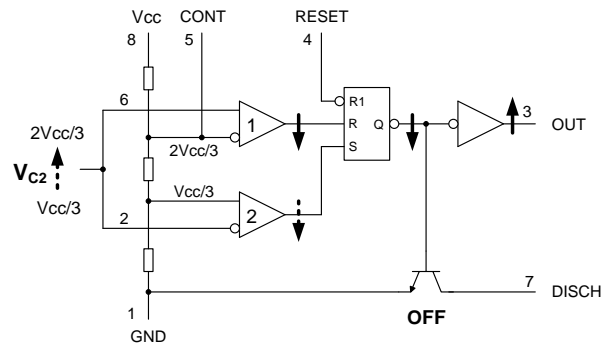 Vcc CONT RESET
8 5 4
6
R1
1 R Q 3
OUT
2Vcc/3
2Vcc/3 S
VC2
Vcc/3
Vcc/3
2 2
7
DISCH
1 OFF
GND